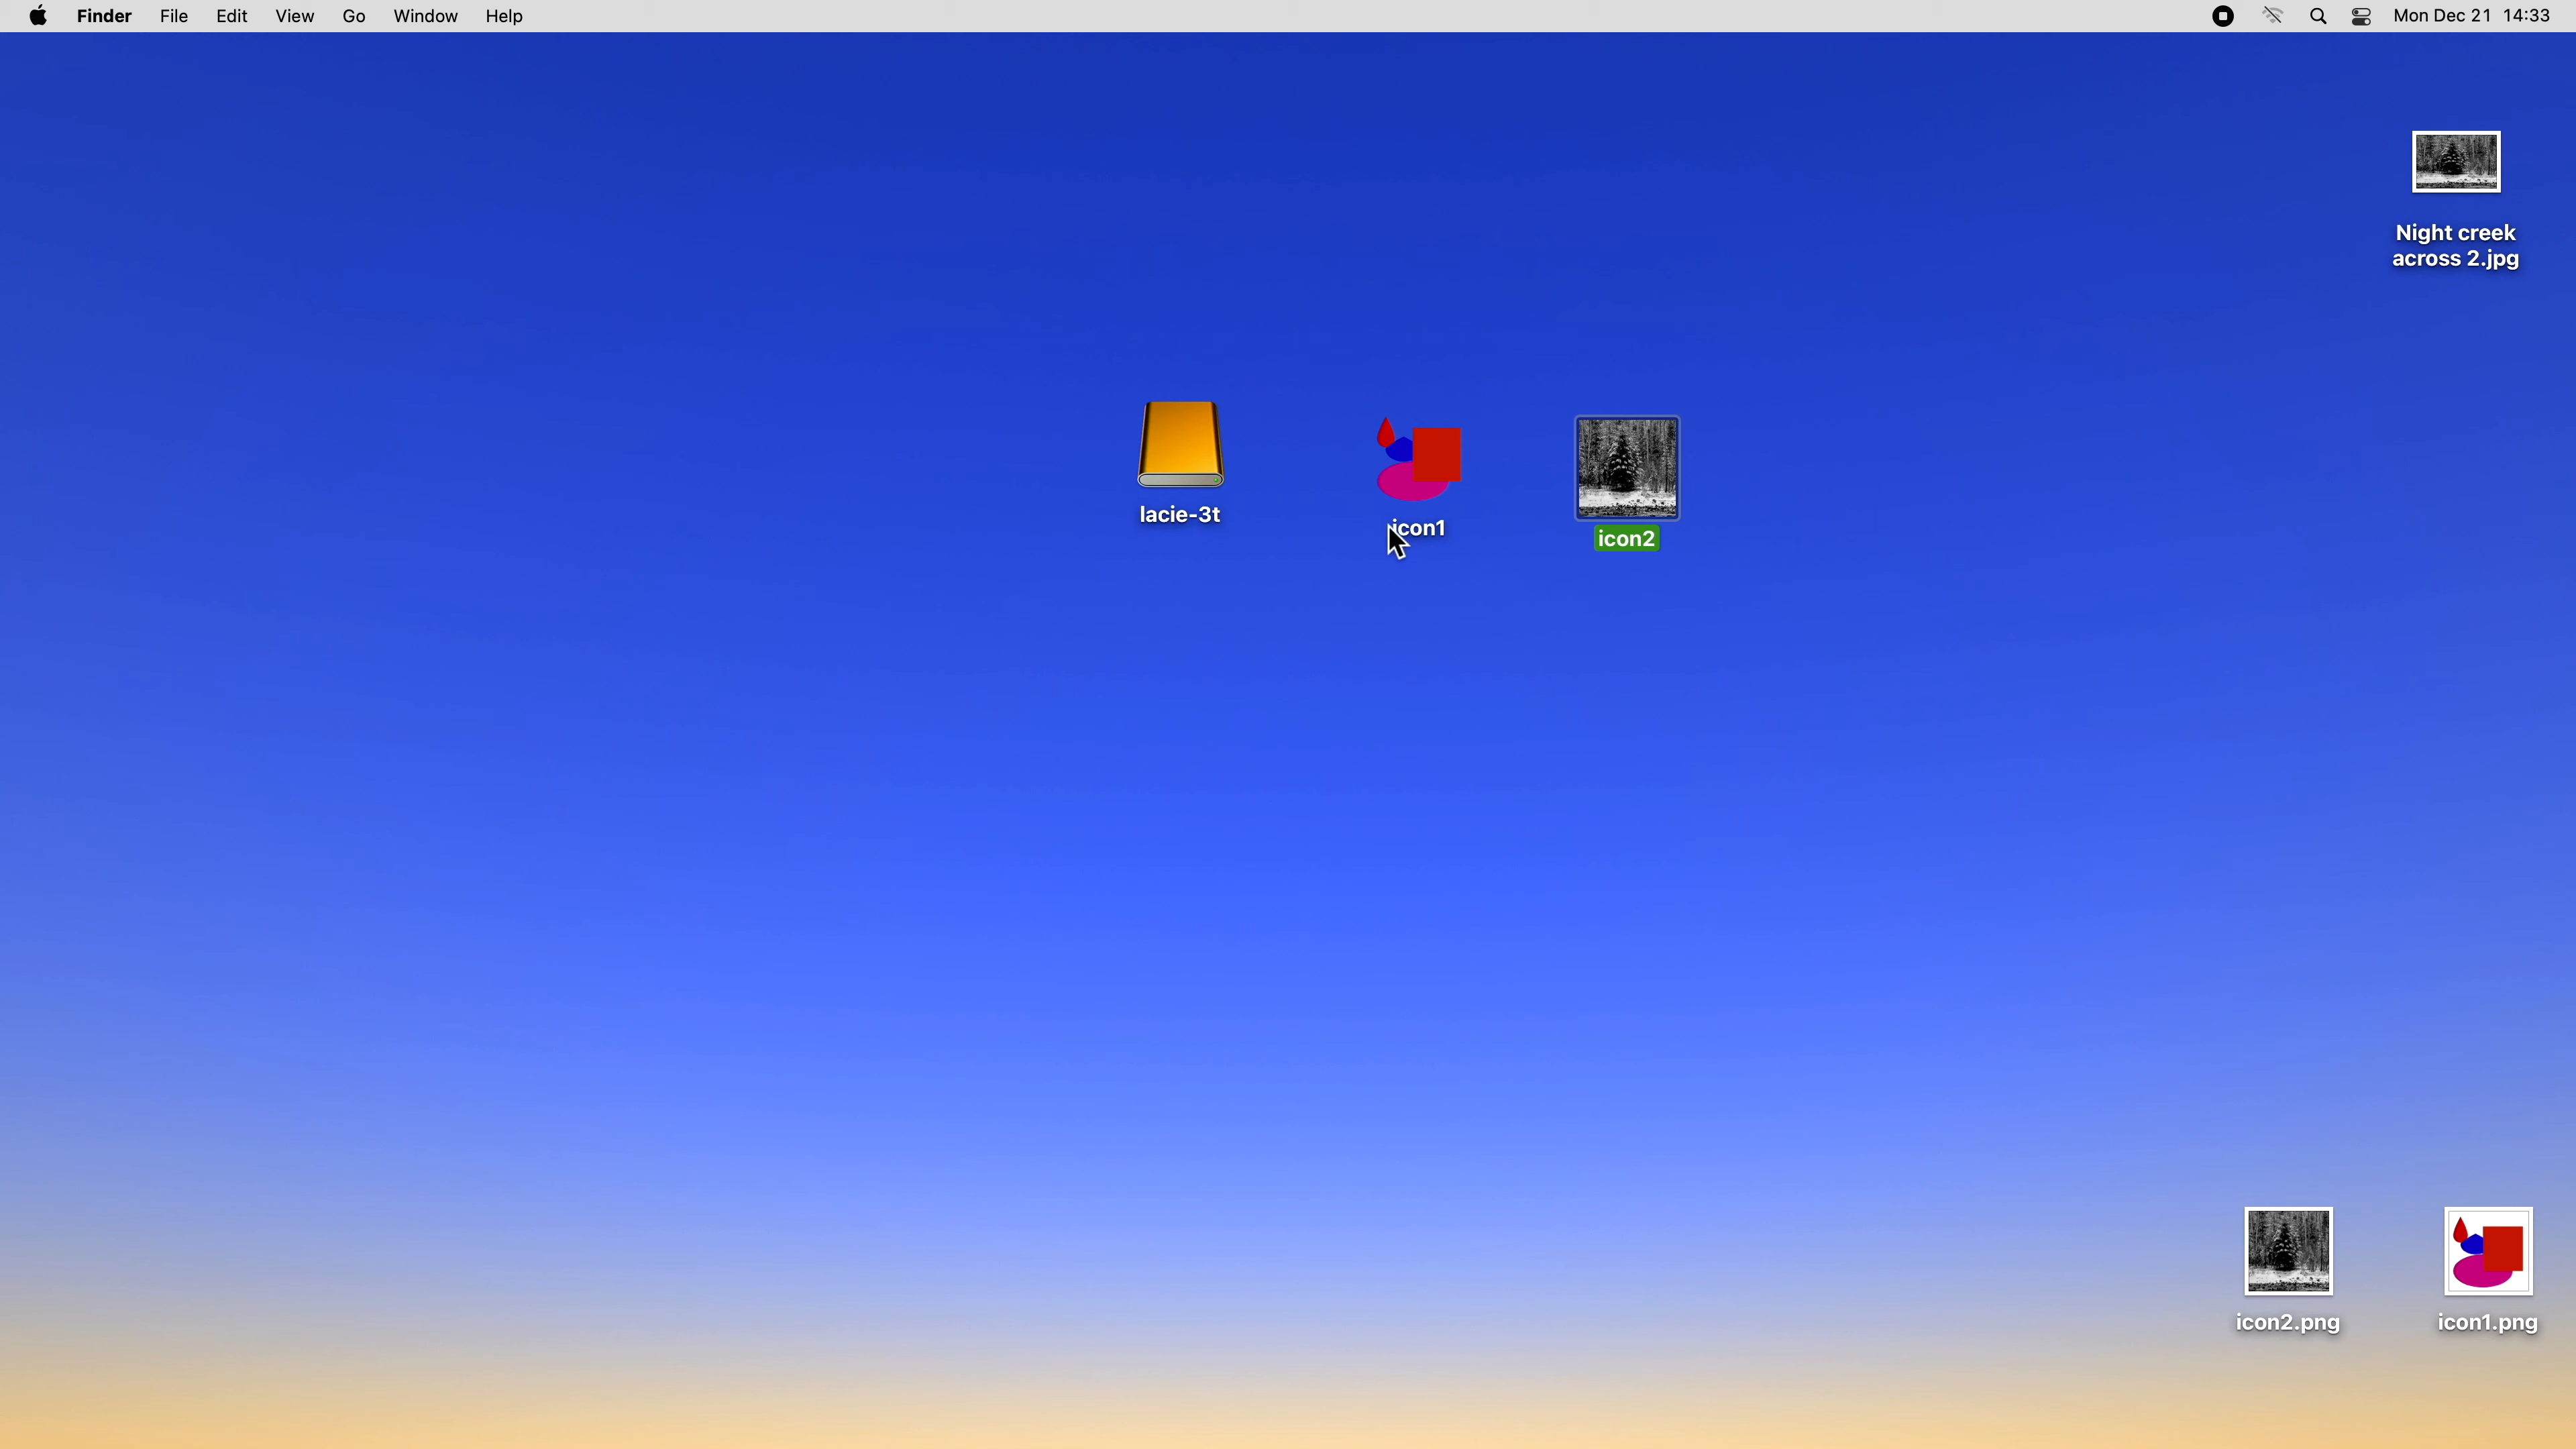 Finder File Edit View Go Window Help Mon Dec 21 14:33
Night creek
across 2.jpg
lacie-3t
icon1
icon2
icon2.png
icon1.png